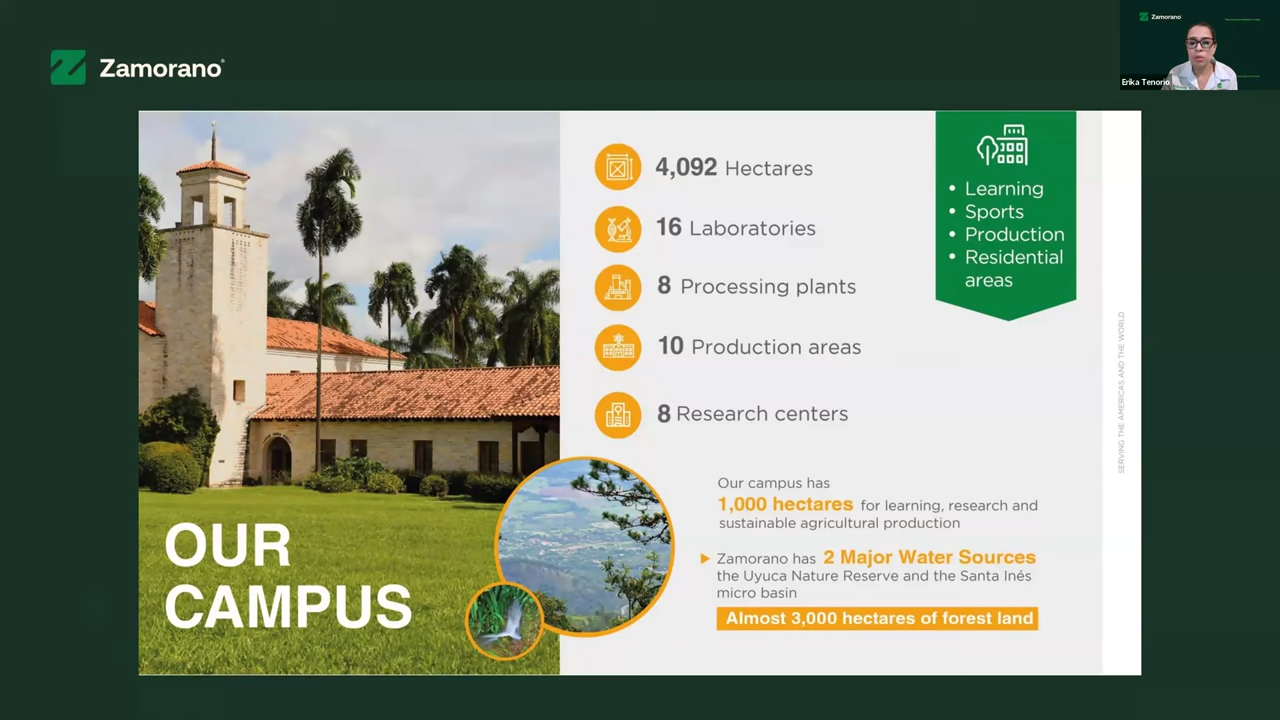 Zamorano
Zamorano
Erika Tenorio
4,092 Hectares
16 Laboratories
8 Processing plants
10 Production areas
8 Research centers
• Learning
• Sports
• Production
• Residential
areas
SERVING THE AMERICAS AND THE WORLD
OUR
CAMPUS
Our campus has
1,000 hectares for learning, research and
sustainable agricultural production
Zamorano has 2 Major Water Sources
the Uyuca Nature Reserve and the Santa Inés
micro basin
Almost 3,000 hectares of forest land